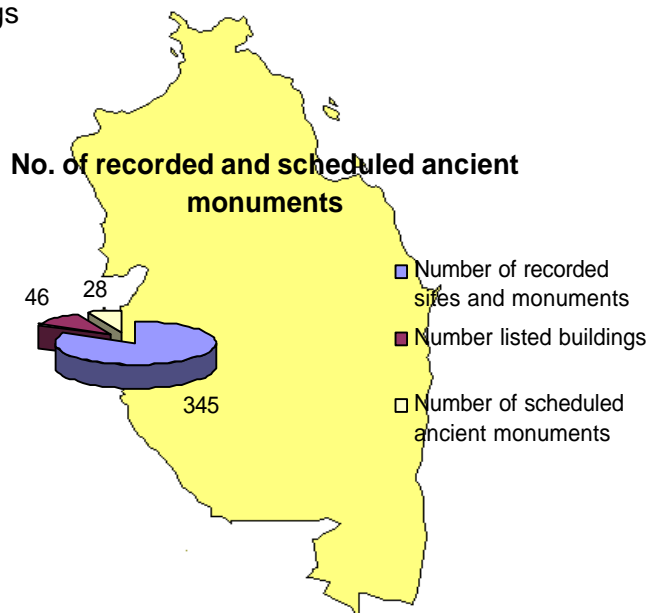 gs
No. of recorded and scheduled ancient
monuments
46
28
345
Number of recorded
sites and monuments
Number listed buildings
Number of scheduled
ancient monuments